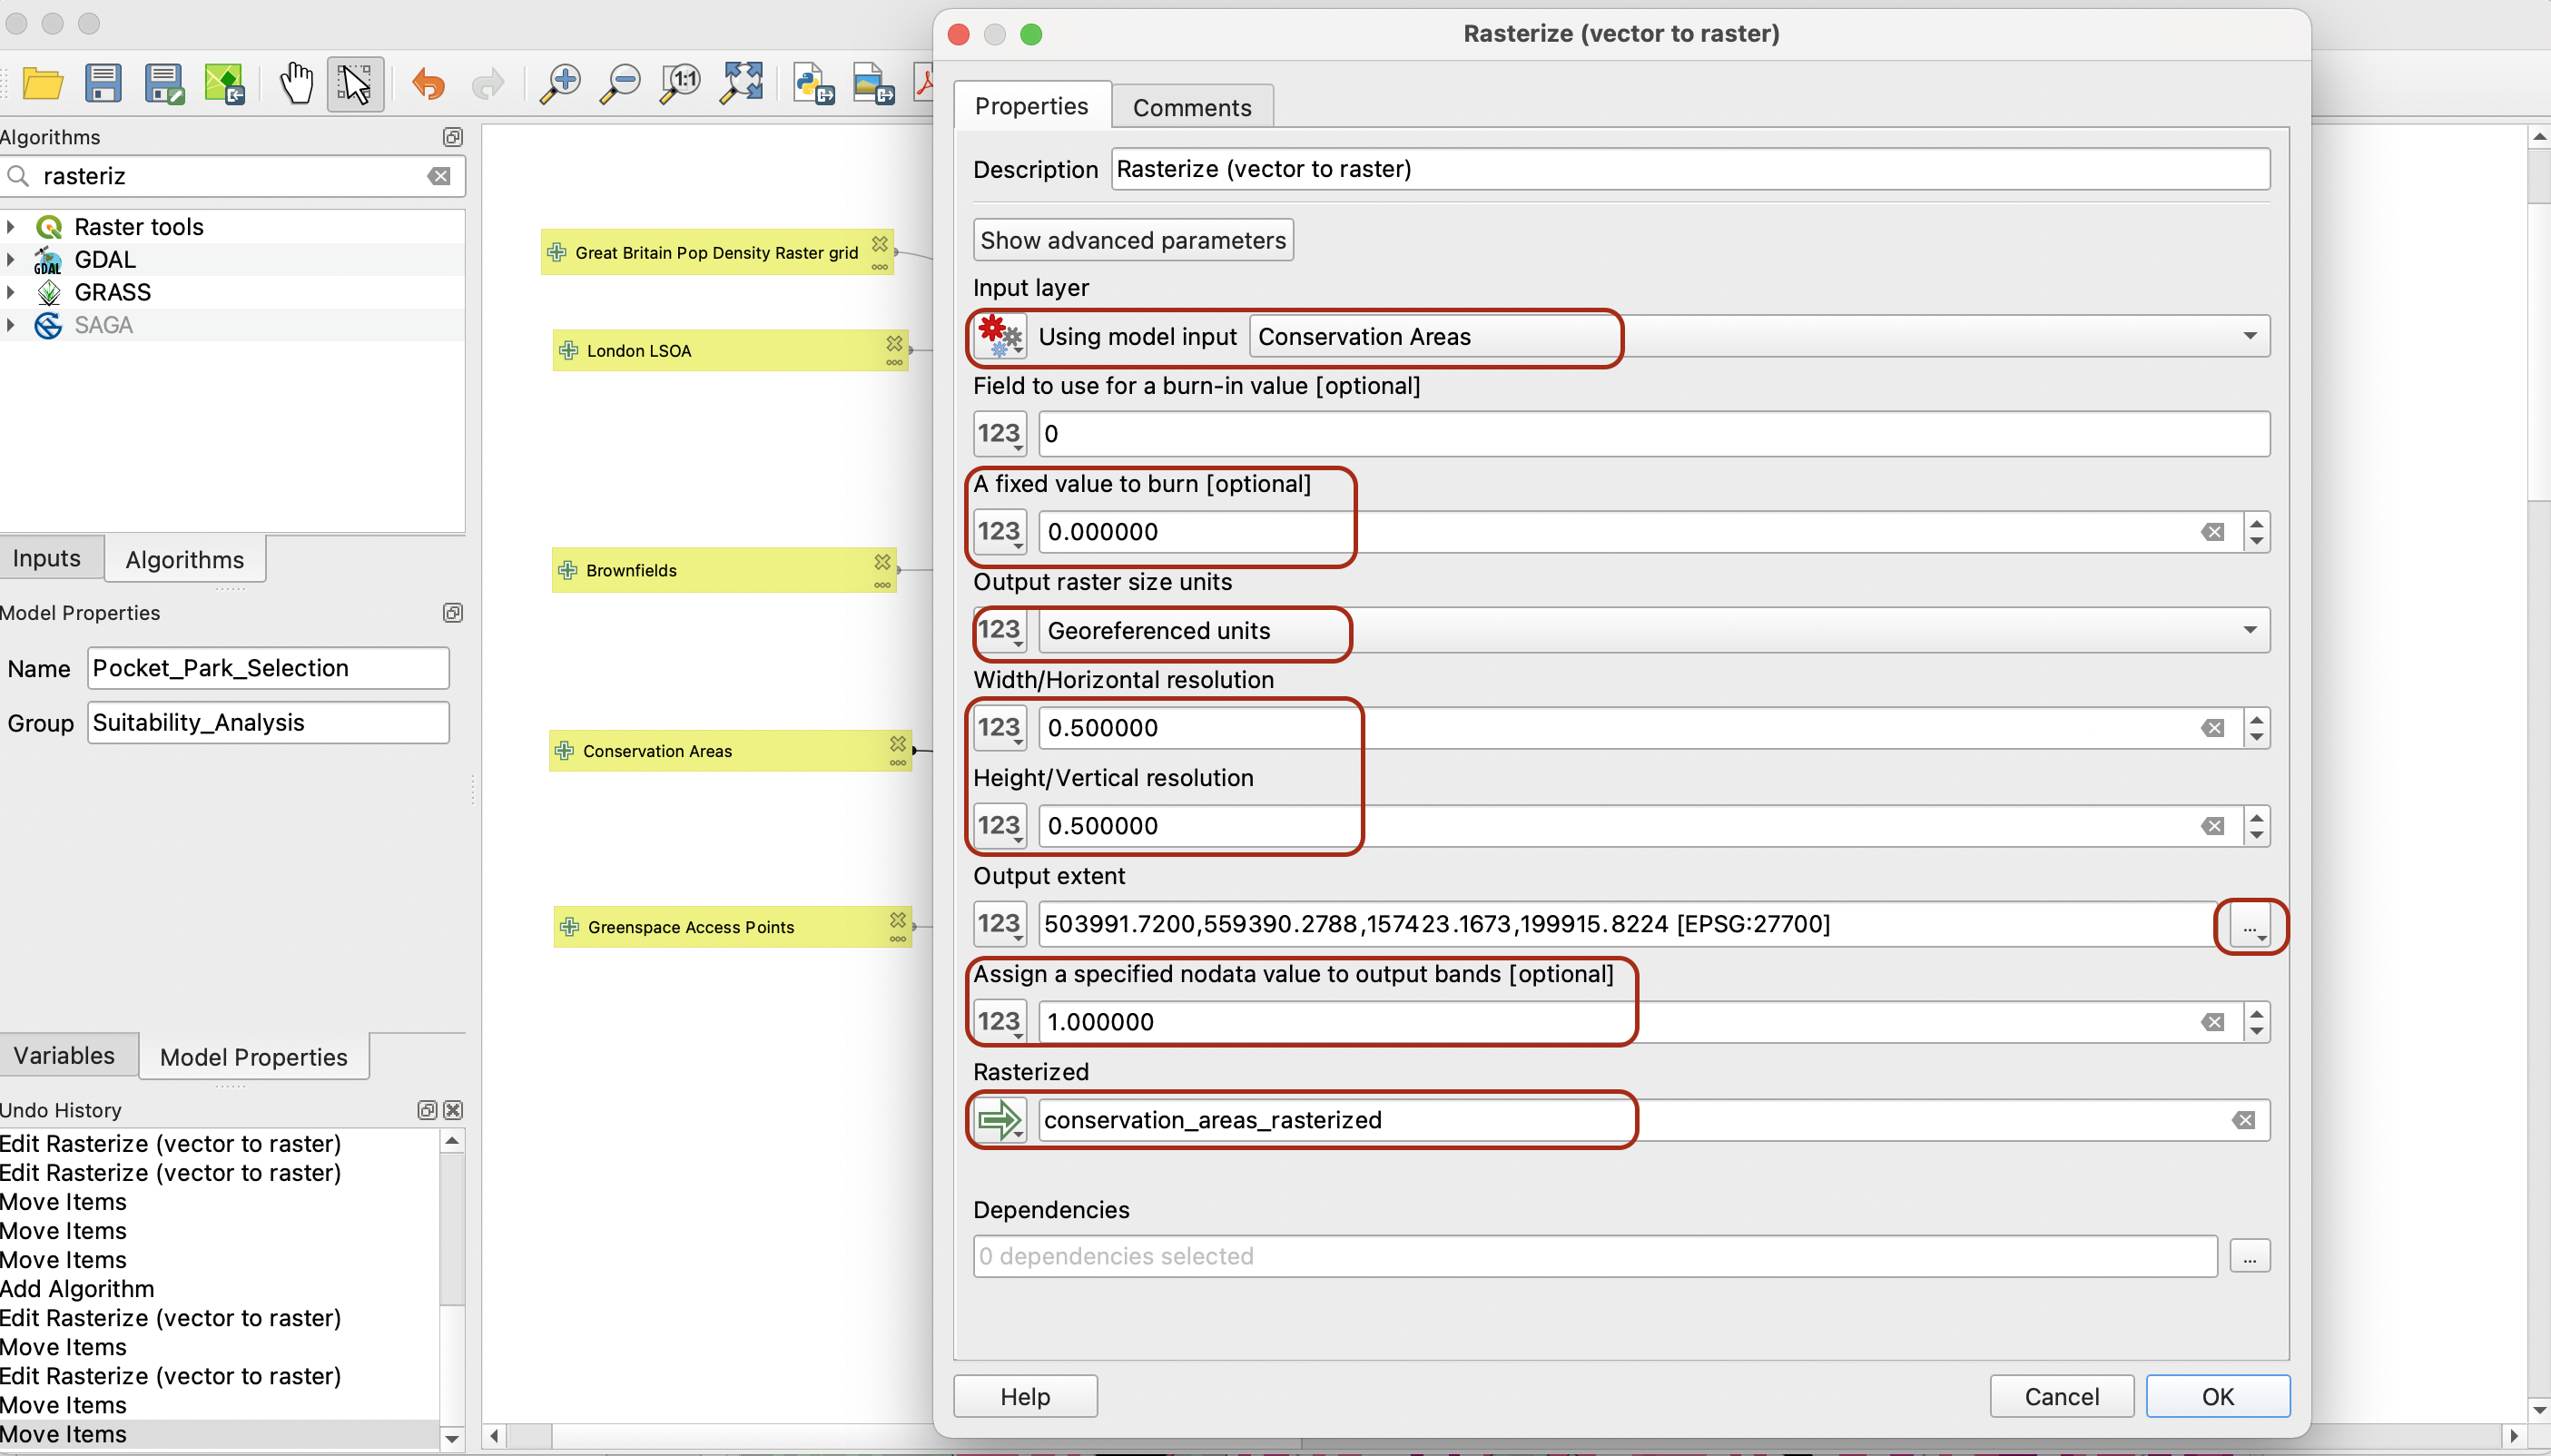 Rasterize (vector to raster)
1:1
Algorithms
rasteriz
Raster tools
GDAL
GDAL
GRASS
SAGA
Inputs
Algorithms
Model Properties
Name
Pocket_Park_Selection
Group
Suitability_Analysis
Variables
Model Properties
Undo History
Edit Rasterize (vector to raster)
Edit Rasterize (vector to raster)
Move Items
Move Items
Move Items
Add Algorithm
Edit Rasterize (vector to raster)
Move Items
Edit Rasterize (vector to raster)
Move Items
Move Items
Great Britain Pop Density Raster grid
London LSOA
Brownfields
Conservation Areas
Greenspace Access Points
Properties
Comments
Description
Rasterize (vector to raster)
Show advanced parameters
Input layer
Using model input
Conservation Areas
Field to use for a burn-in value [optional]
123
0
A fixed value to burn [optional]
123
0.000000
Output raster size units
123
Georeferenced units
Width/Horizontal resolution
123
0.500000
Height/Vertical resolution
123
0.500000
Output extent
123
503991.7200,559390.2788,157423.1673,199915.8224 [EPSG:27700]
...
Assign a specified nodata value to output bands [optional]
123
1.000000
Rasterized
conservation_areas_rasterized
Dependencies
0 dependencies selected
...
Help
Cancel
OK